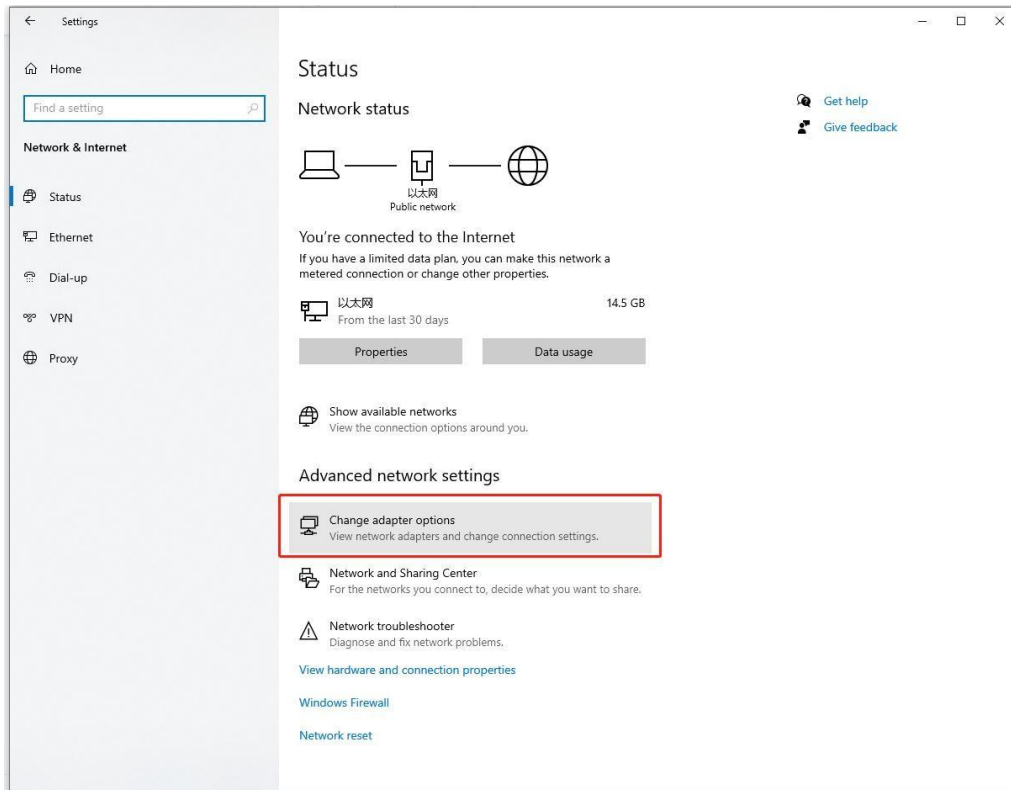 Settings
Home
Find a setting
Network & Internet
Status
Ethernet
Dial-up
VPN
Proxy
Status
Network status
以太网
Public network
You're connected to the Internet
If you have a limited data plan, you can make this network a
metered connection or change other properties.
以太网
14.5 GB
From the last 30 days
Properties
Data usage
Show available networks
View the connection options around you.
Advanced network settings
Change adapter options
View network adapters and change connection settings.
Network and Sharing Center
For the networks you connect to, decide what you want to share.
Network troubleshooter
Diagnose and fix network problems.
View hardware and connection properties
Windows Firewall
Network reset
Get help
Give feedback